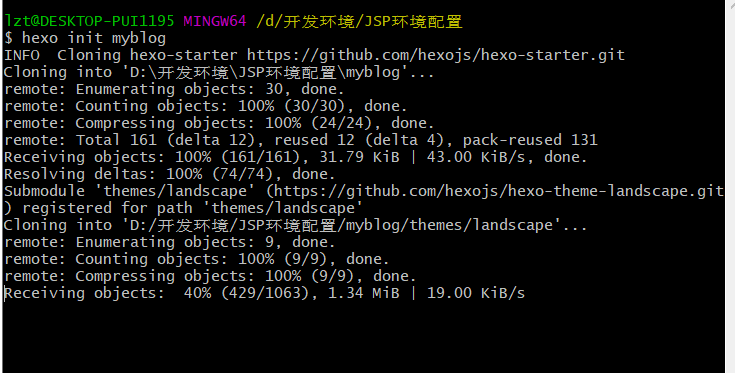 lzt@DESKTOP-PUI1195 MINGW64 /d/开发环境/JSP环境配置
$ hexo init myblog
INFO  Cloning hexo-starter https://github.com/hexojs/hexo-starter.git
Cloning into 'D:\开发环境\JSP环境配置\myblog'...
remote: Enumerating objects: 30, done.
remote: Counting objects: 100% (30/30), done.
remote: Compressing objects: 100% (24/24), done.
remote: Total 161 (delta 12), reused 12 (delta 4), pack-reused 131
Receiving objects: 100% (161/161), 31.79 KiB | 43.00 KiB/s, done.
Resolving deltas: 100% (74/74), done.
Submodule 'themes/landscape' (https://github.com/hexojs/hexo-theme-landscape.git
) registered for path 'themes/landscape'
Cloning into 'D:/开发环境/JSP环境配置/myblog/themes/landscape'...
remote: Enumerating objects: 9, done.
remote: Counting objects: 100% (9/9), done.
remote: Compressing objects: 100% (9/9), done.
Receiving objects:  40% (429/1063), 1.34 MiB | 19.00 KiB/s